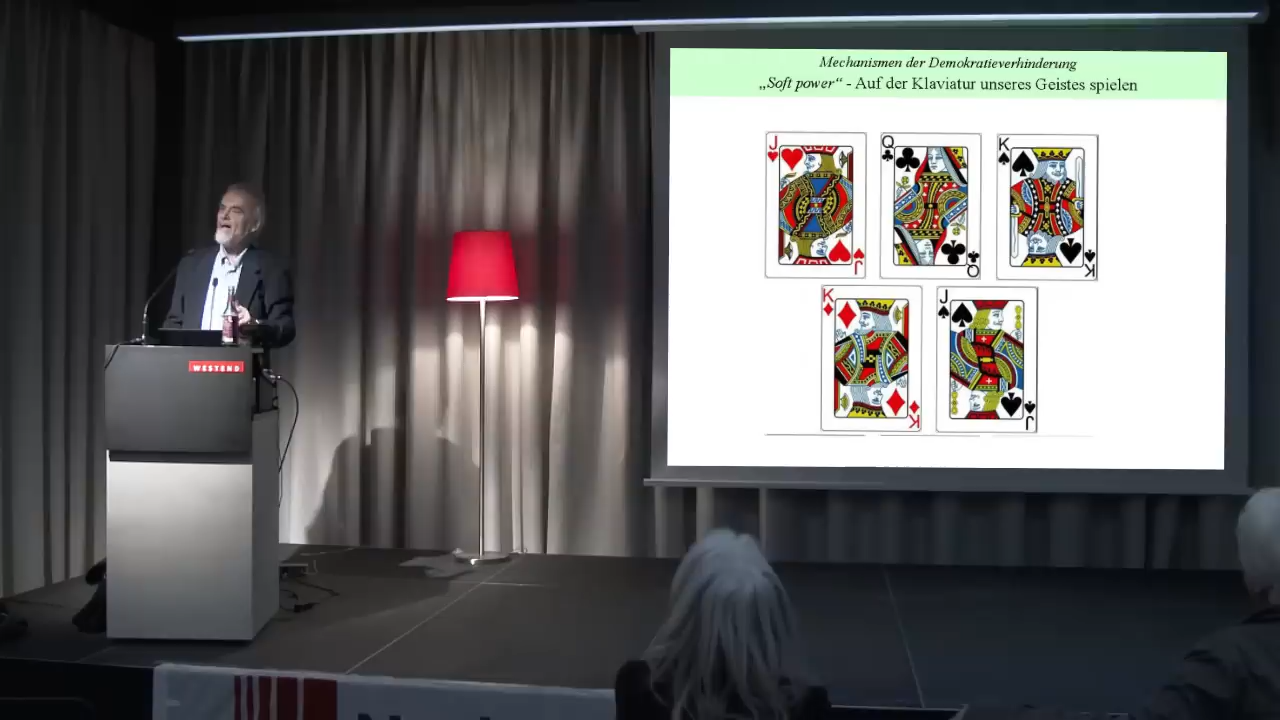 Mechanismen der Demokratieverhinderung
„Soft power“ - Auf der Klaviatur unseres Geistes spielen
J
Q
K
J
Q
K
K
J
K
J
WESTEND